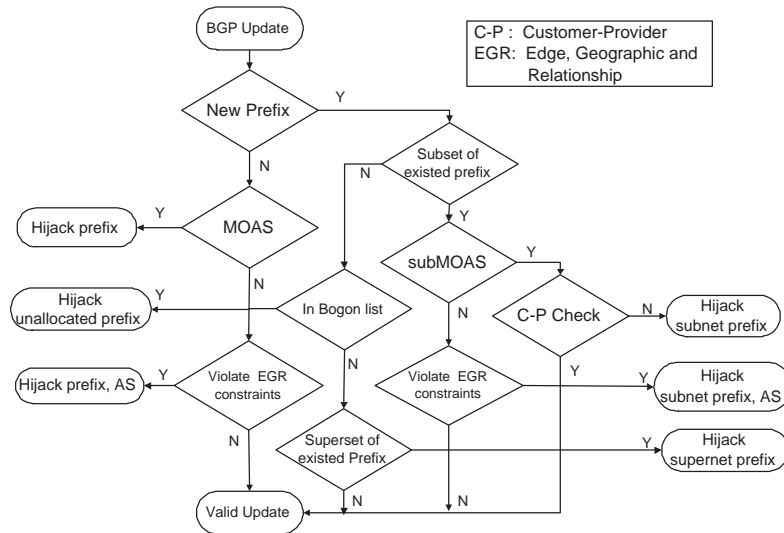 BGP Update
C-P : Customer-Provider
EGR: Edge, Geographic and
Relationship
New Prefix
Y
N
Subset of
existed prefix
N
Y
MOAS
Y
Hijack prefix
N
subMOAS
Y
N
Hijack
unallocated prefix
Y
In Bogon list
N
C-P Check
N
Hijack
subnet prefix
Y
Hijack prefix, AS
Y
Violate EGR
constraints
N
Violate EGR
constraints
Y
Hijack
subnet prefix, AS
N
Superset of
existed Prefix
Y
Hijack
supernet prefix
N
Valid Update